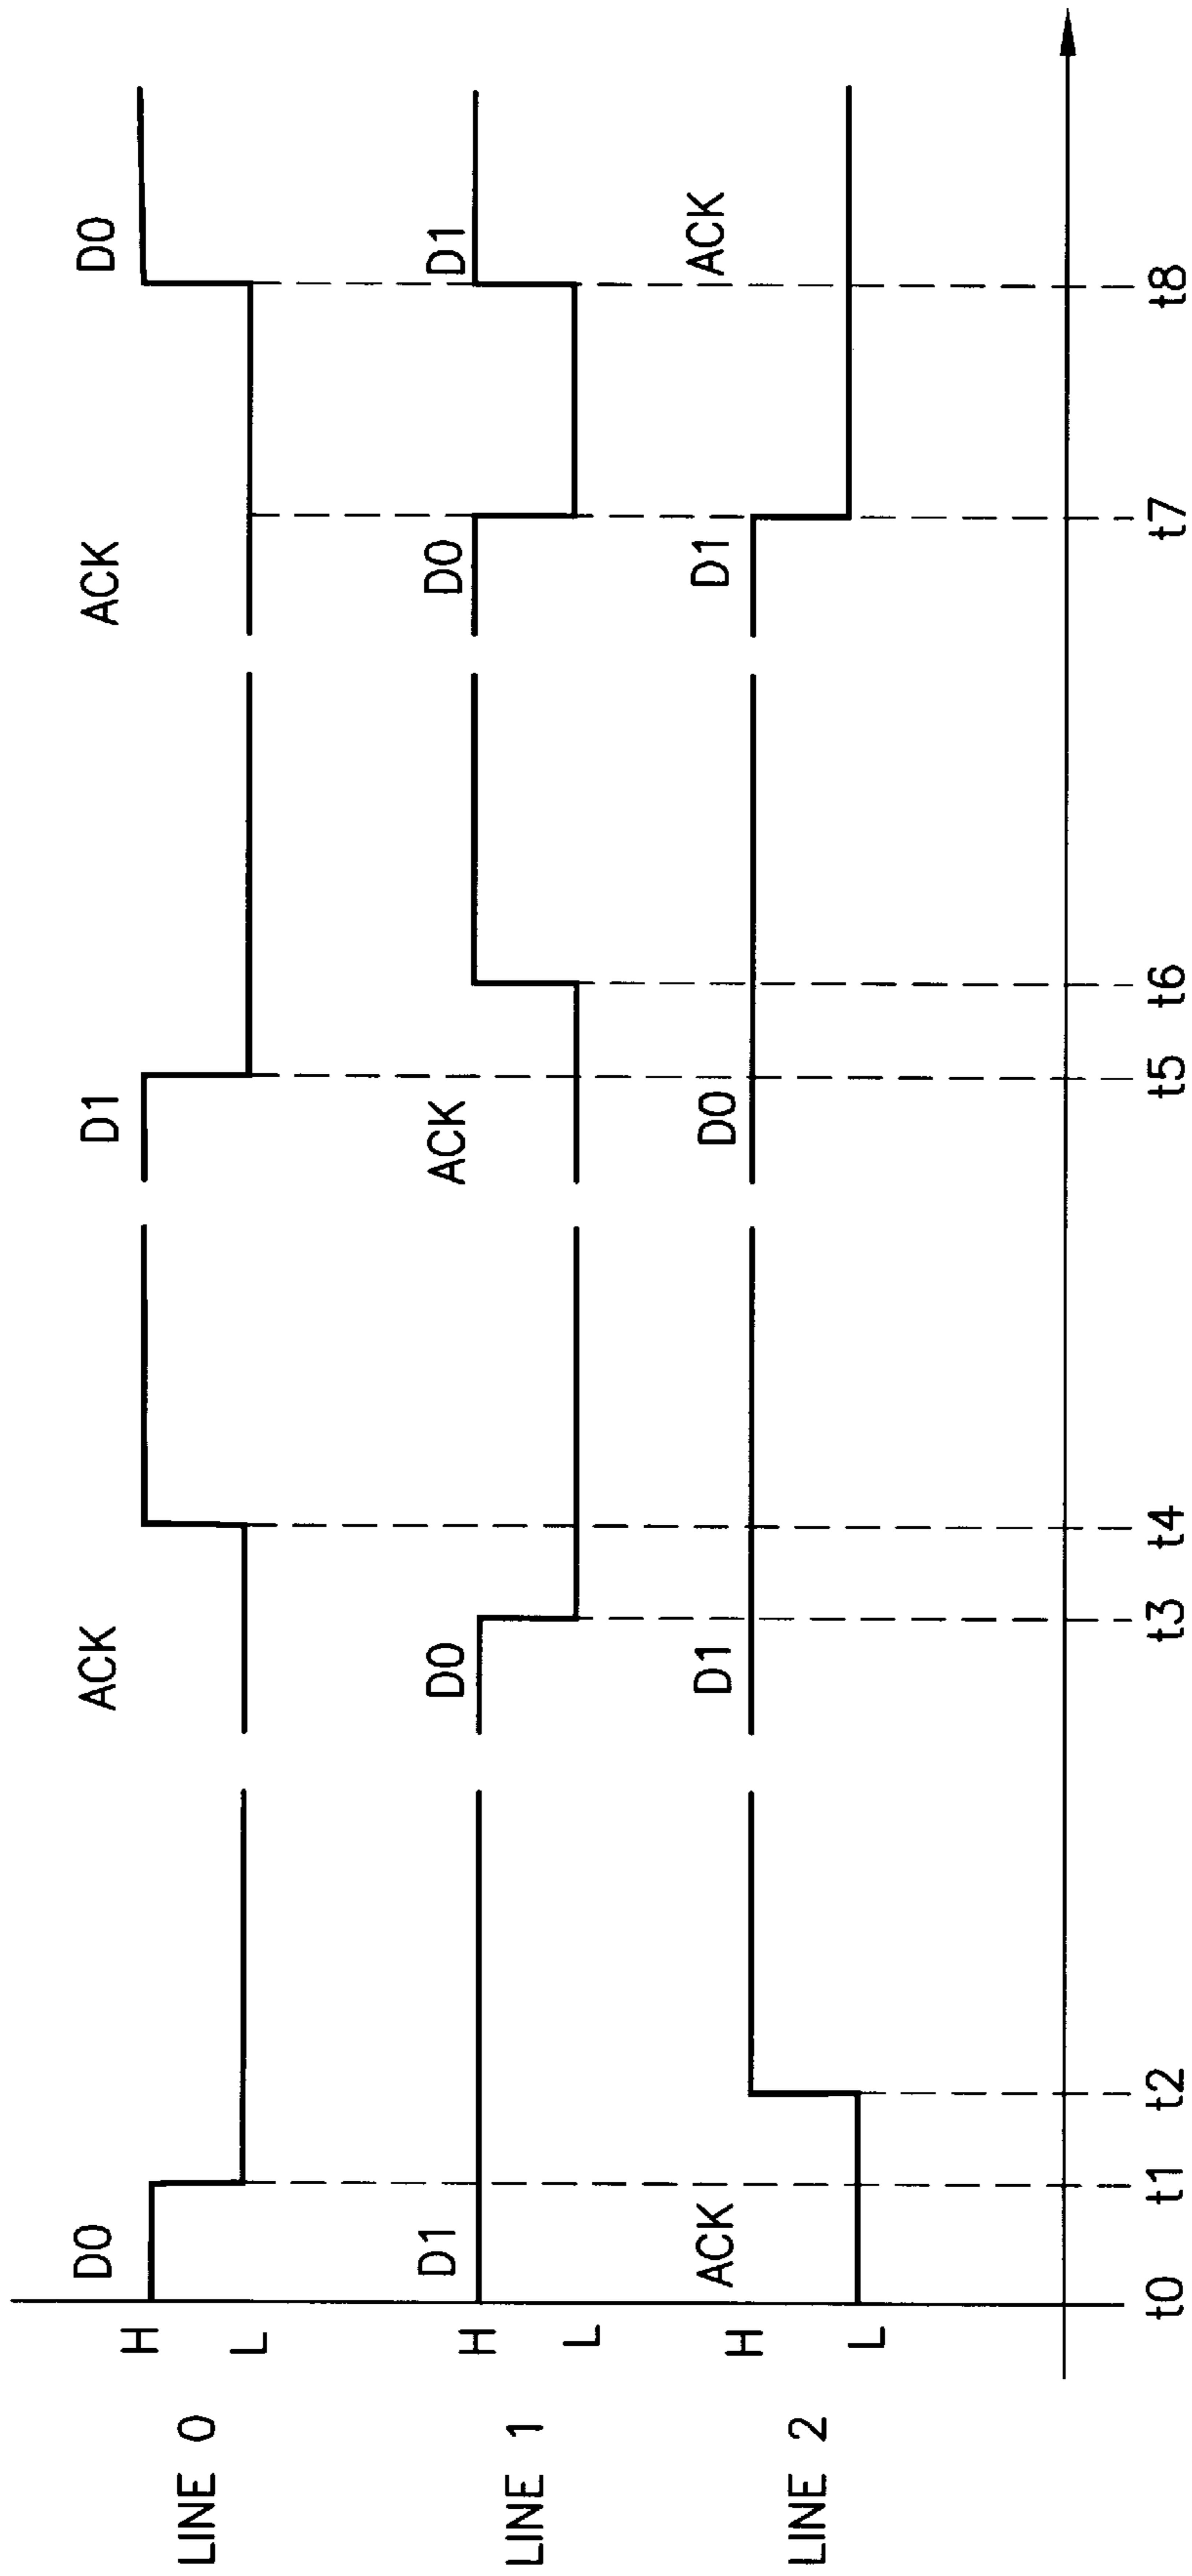 LINE 0
H
L
D0
ACK
D1
ACK
D0
LINE 1
H
L
D1
D0
ACK
D0
D1
LINE 2
H
L
ACK
D1
D0
D1
ACK
t0 t1 t2 t3 t4 t5 t6 t7 t8